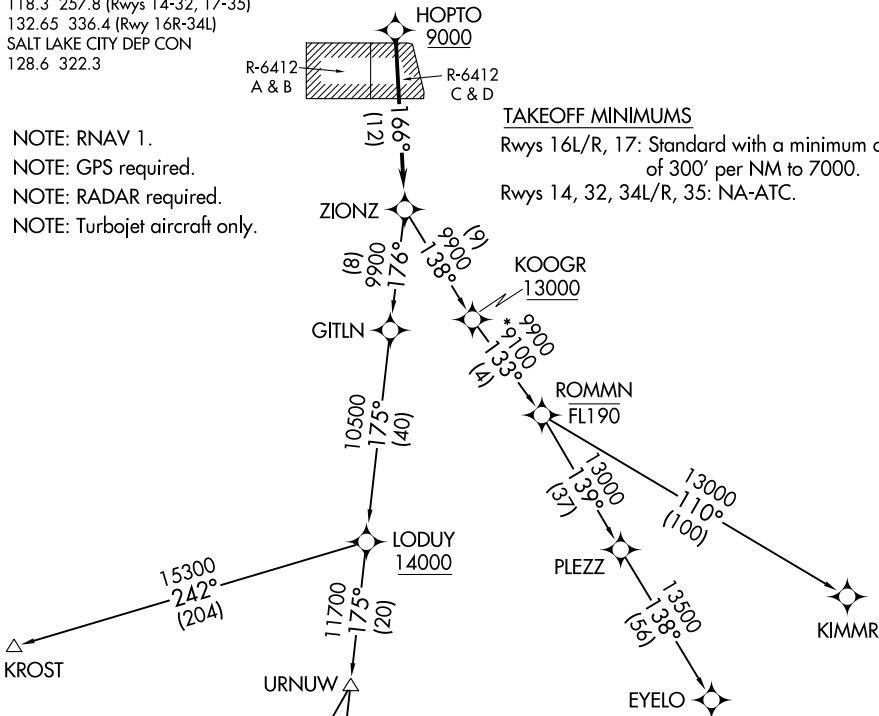 118.3 257.8 (Rwys 14-32, 17-35)
132.65 336.4 (Rwy 16R-34L)
SALT LAKE CITY DEP CON
128.6 322.3
HOPTO
9000
R-6412
A & B
R-6412
C & D
166°
(12)
NOTE: RNAV 1.
NOTE: GPS required.
NOTE: RADAR required.
NOTE: Turbojet aircraft only.
TAKEOFF MINIMUMS
Rwys 16L/R, 17: Standard with a minimum
of 300' per NM to 7000.
Rwys 14, 32, 34L/R, 35: NA-ATC.
ZIONZ
(8)
9900
176°
(9)
9900
138°
KOOGR
13000
GITLN
9900
*9100
133°
(4)
ROMMN
FL190
10500
175°
(40)
13000
139°
(37)
13000
110°
(100)
LODUY
14000
PLEZZ
15300
242°
(204)
11700
175°
(20)
13500
138°
(56)
KIMMR
KROST
URNUW
EYELO